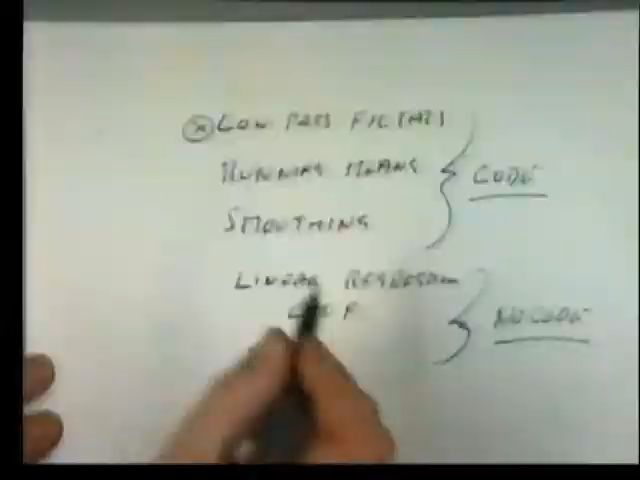 Ⓧ LOW PASS FILTERS
RUNNING MEANS
SMOOTHING
CODE
LINEAR REGRESSION
NO CODE